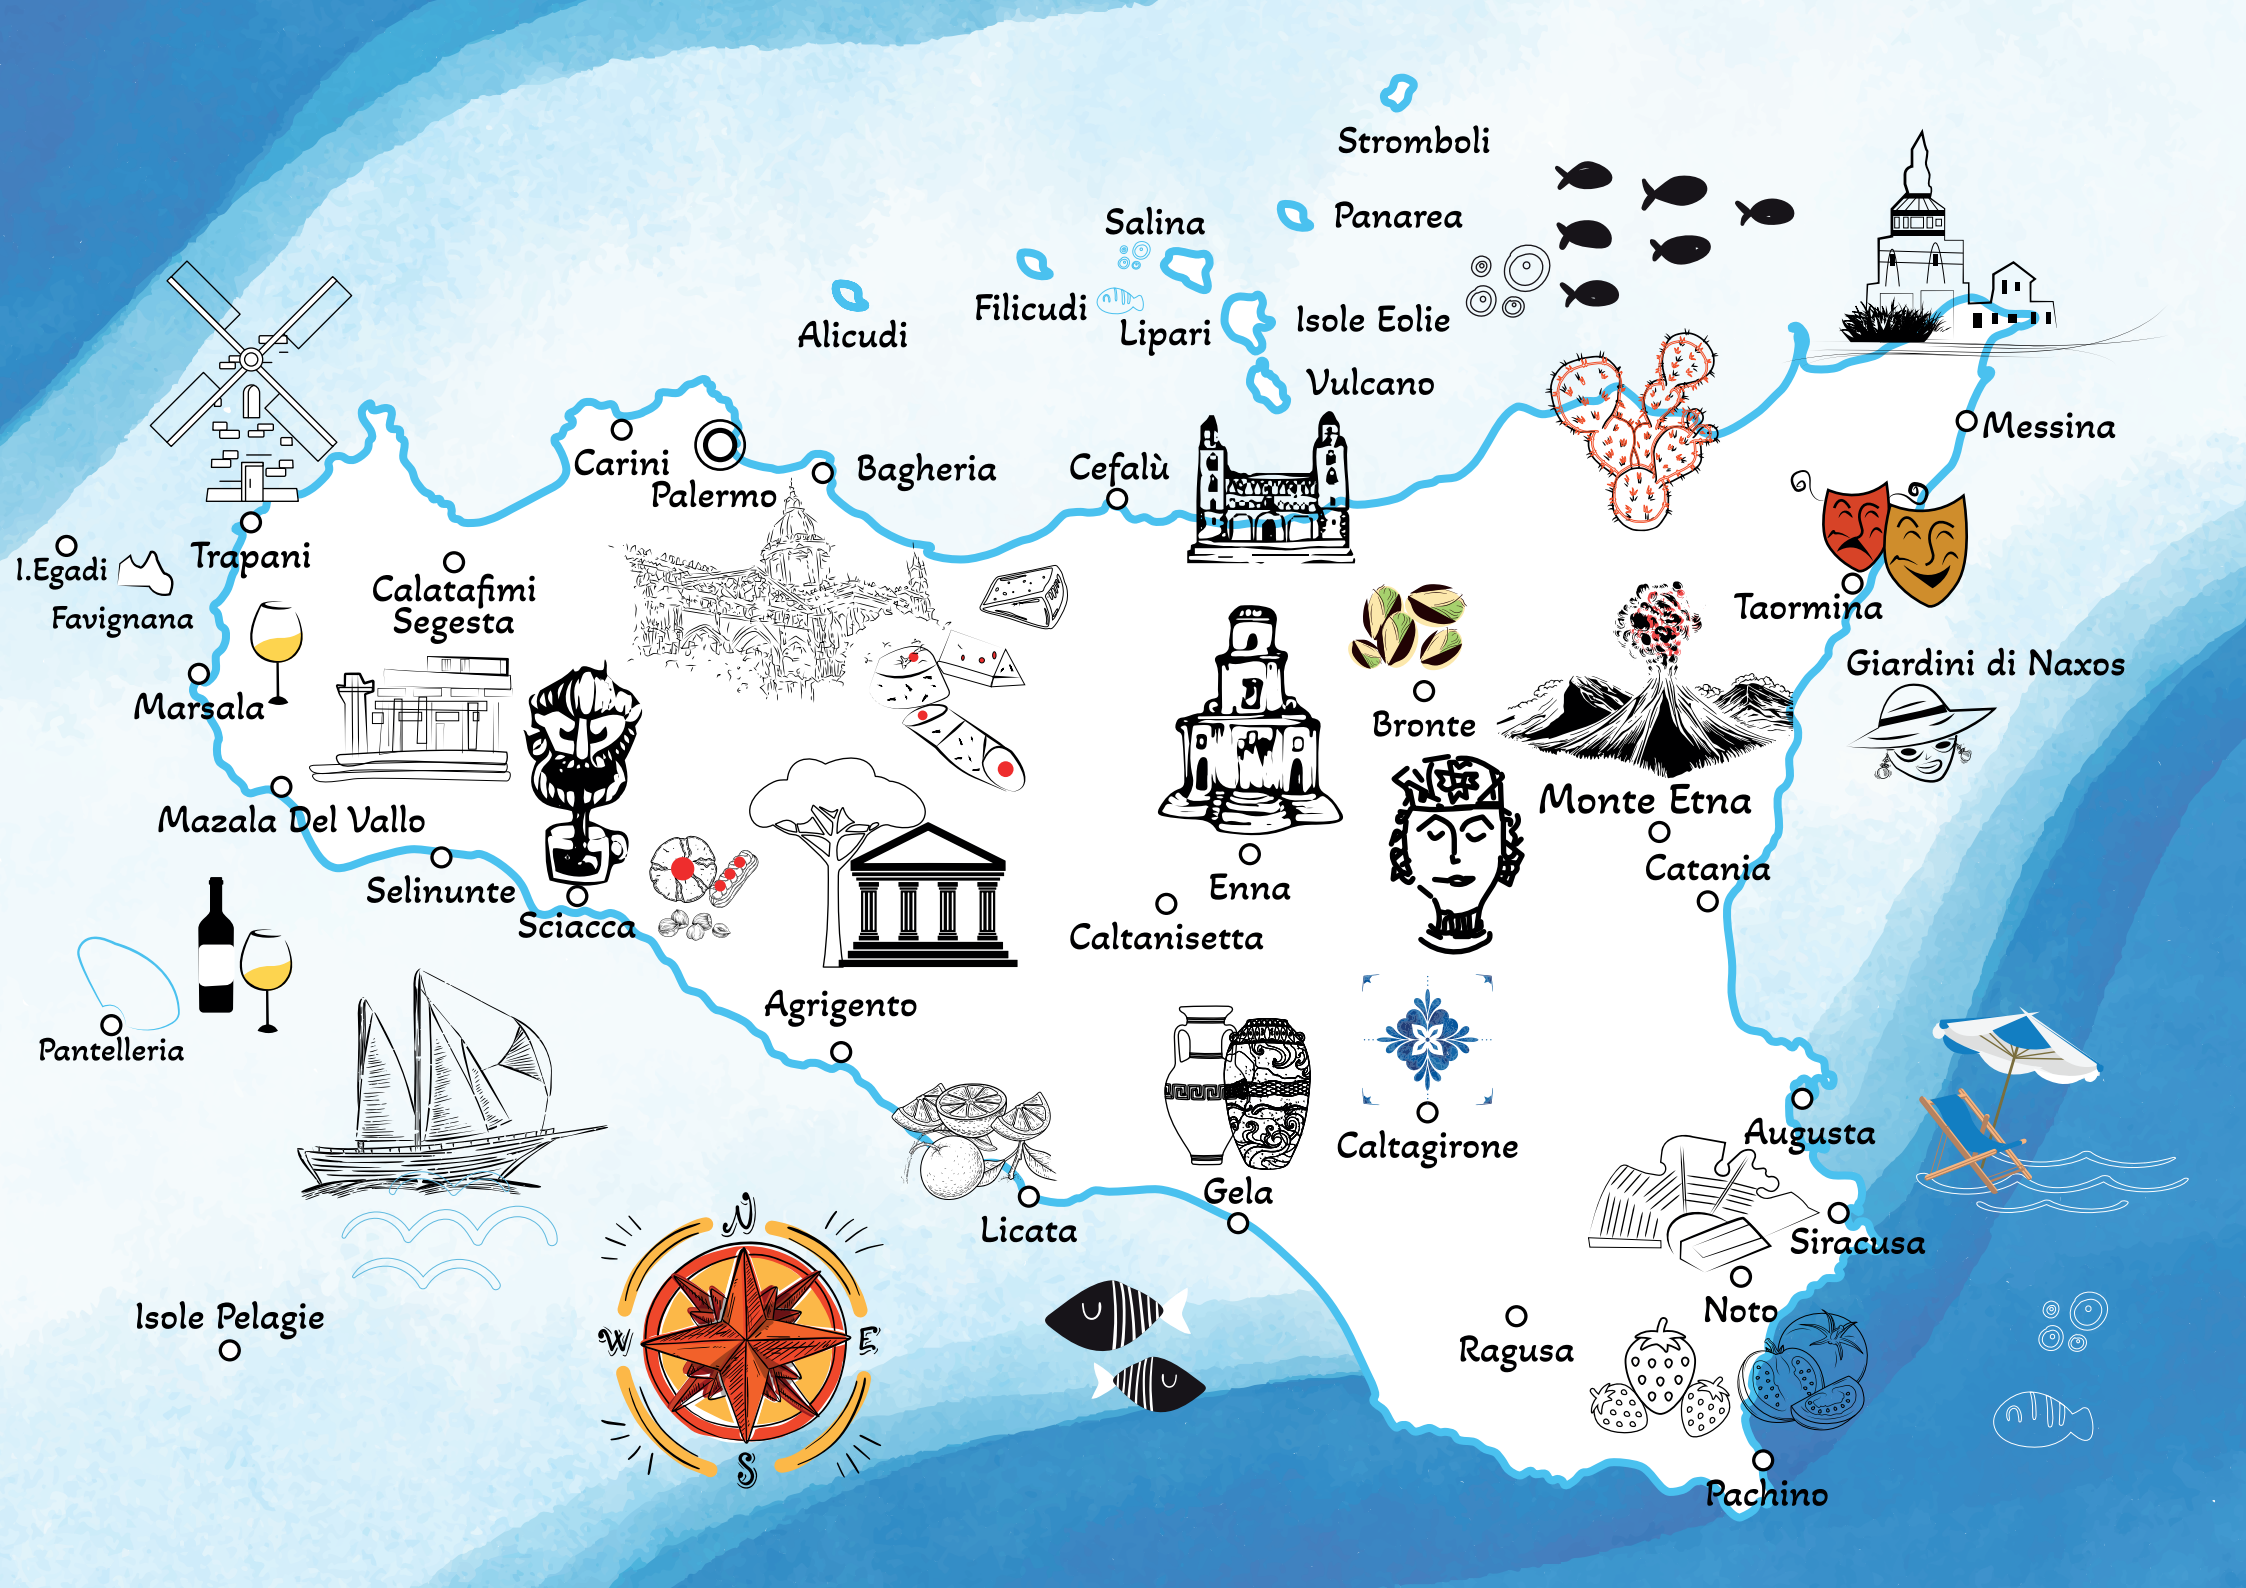 Stromboli
Panarea
Salina
Filicudi
Alicudi
Lipari
Isole Eolie
Vulcano
Messina
Carini
Palermo
Bagheria
Cefalù
Trapani
I.Egadi
Favignana
Calatafimi
Segesta
Taormina
Giardini di Naxos
Marsala
Bronte
Monte Etna
Mazala Del Vallo
Catania
Selinunte
Sciacca
Enna
Caltanisetta
Agrigento
Pantelleria
Augusta
Caltagirone
Gela
Licata
Siracusa
Noto
Isole Pelagie
Ragusa
Pachino
N
W
E
S